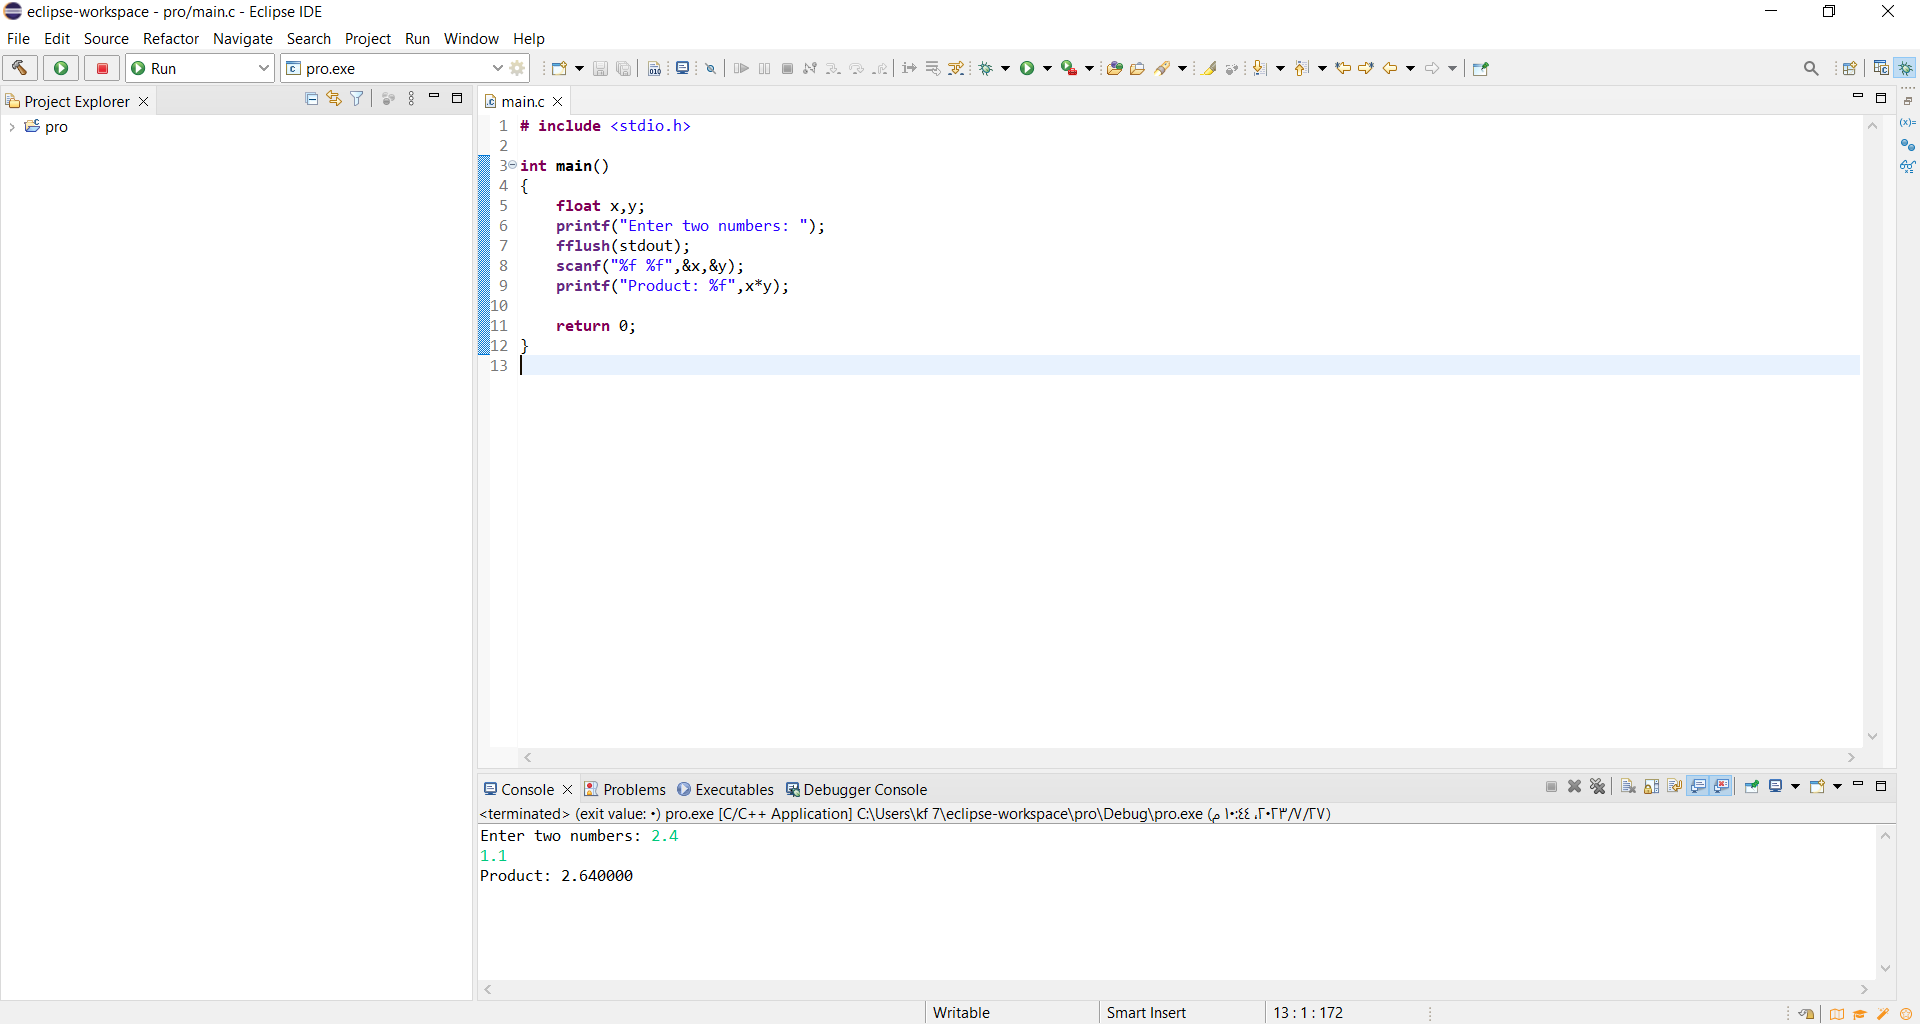 eclipse-workspace - pro/main.c - Eclipse IDE
File Edit Source Refactor Navigate Search Project Run Window Help
Run
pro.exe
Project Explorer
pro
main.c
1 # include <stdio.h>
2
3 int main()
4 {
5 float x,y;
6 printf("Enter two numbers: ");
7 fflush(stdout);
8 scanf("%f %f",&x,&y);
9 printf("Product: %f",x*y);
10
11 return 0;
12 }
13
Console Problems Executables Debugger Console
<terminated> (exit value: ٠) pro.exe [C/C++ Application] C:\Users\kf 7\eclipse-workspace\pro\Debug\pro.exe (٢٠٢٣/٧/٢٧، ١٠:٤٤ م)
Enter two numbers: 2.4
1.1
Product: 2.640000
Writable Smart Insert 13 : 1 : 172